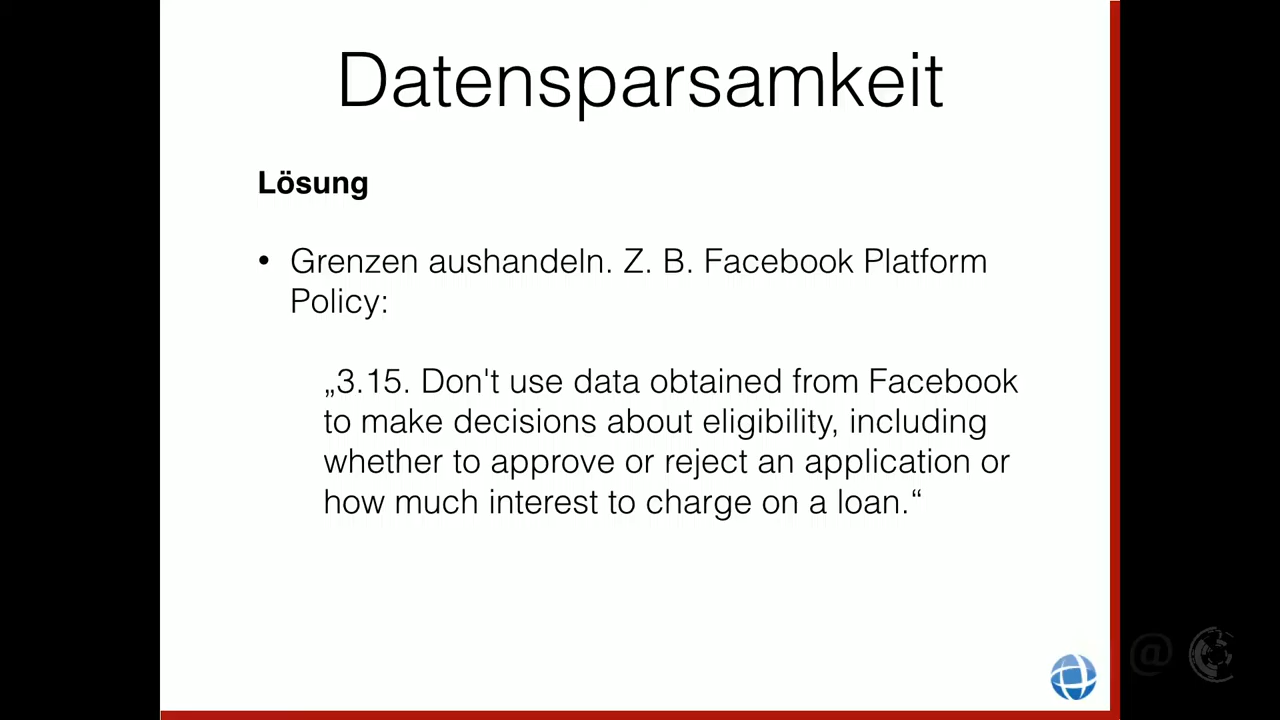 Datensparsamkeit
Lösung
• Grenzen aushandeln. Z. B. Facebook Platform
Policy:
„3.15. Don't use data obtained from Facebook
to make decisions about eligibility, including
whether to approve or reject an application or
how much interest to charge on a loan.“
@